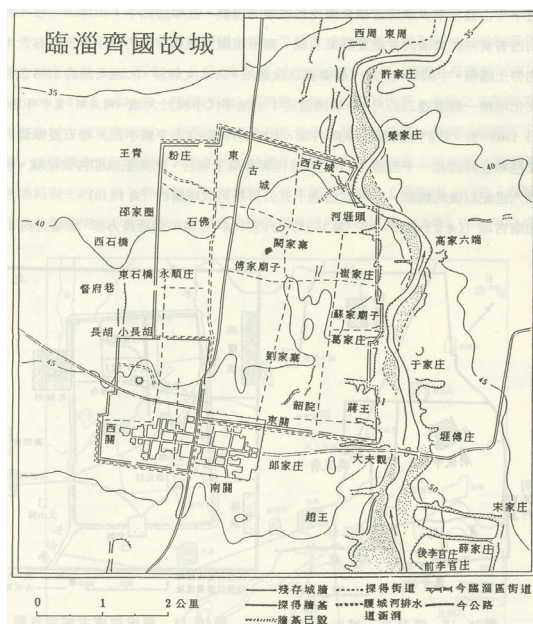 臨淄齊國故城
西周 東周
許家庄
35
王青
粉庄
東古城
西古城
邵家圈
石佛
河堐頭
40
西石橋
闞家寨
高家六端
東石橋
永順庄
傅家廟子
崔家庄
督府巷
蘇家廟子
長胡 小長胡
葛家庄
45
劉家寨
于家庄
45
韶院
蔣王
西關
東關
堐傅庄
郎家庄
大夫觀
南關
50
趙王
宋家庄
薛家庄
後李官庄
前李官庄
0 1 2公里
殘存城牆
探得牆基
牆基已毀
探得街道
護城河排水道涵洞
今臨淄區街道
今公路